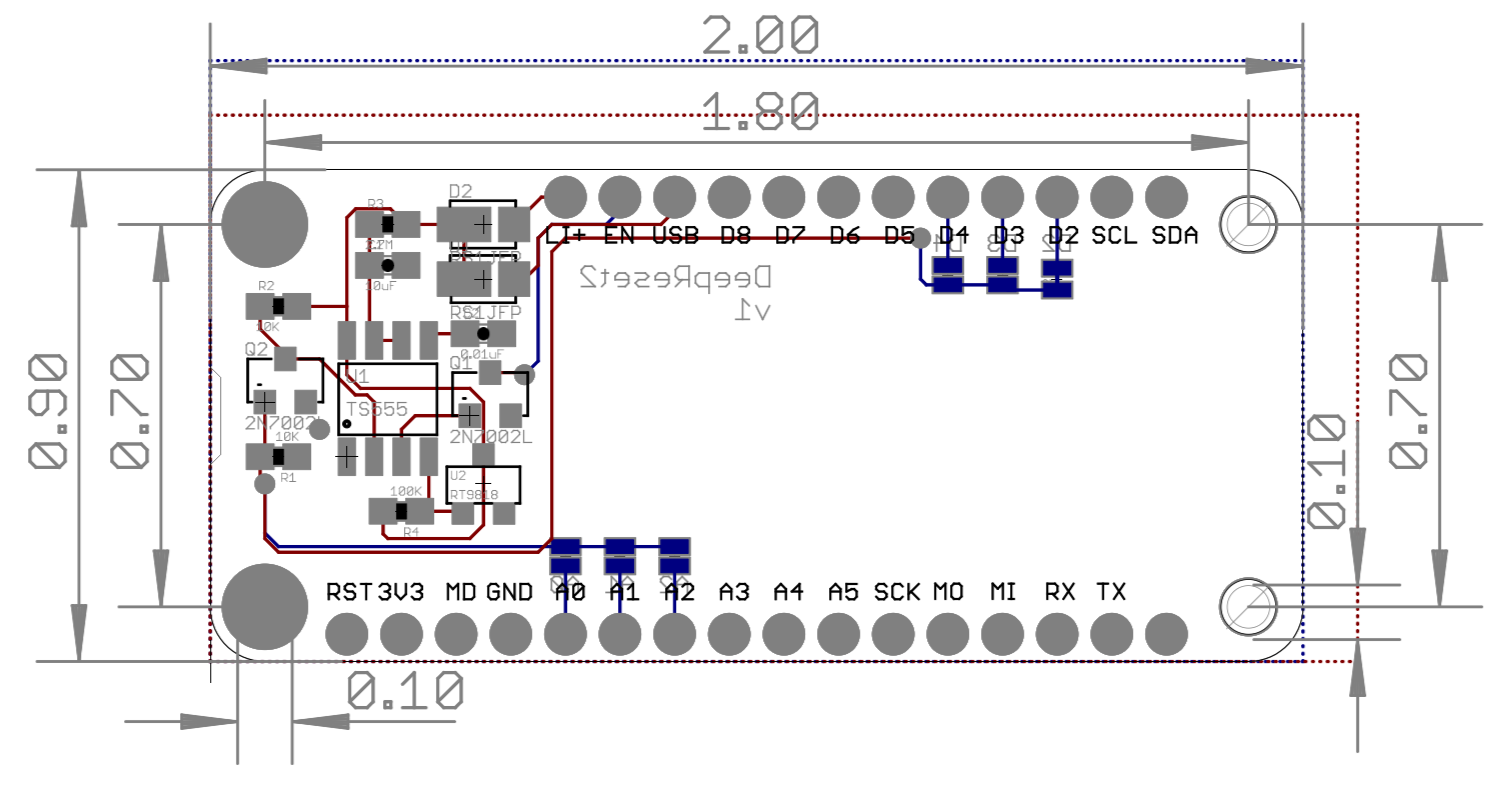 2.00
1.80
D2
R3
LI+ EN USB D8 D7 D6 D5 D4 D3 D2 SCL SDA
10uF
DeepReset2
R2
v1
RS1JFP
10K
0.01uF
Q2
Q1
U1
0.90
0.70
0.70
TS555
2N7002L
2N7002L
10K
0.10
R1
U2
RT9818
100K
R4
RST 3V3 MD GND A0 A1 A2 A3 A4 A5 SCK MO MI RX TX
0.10